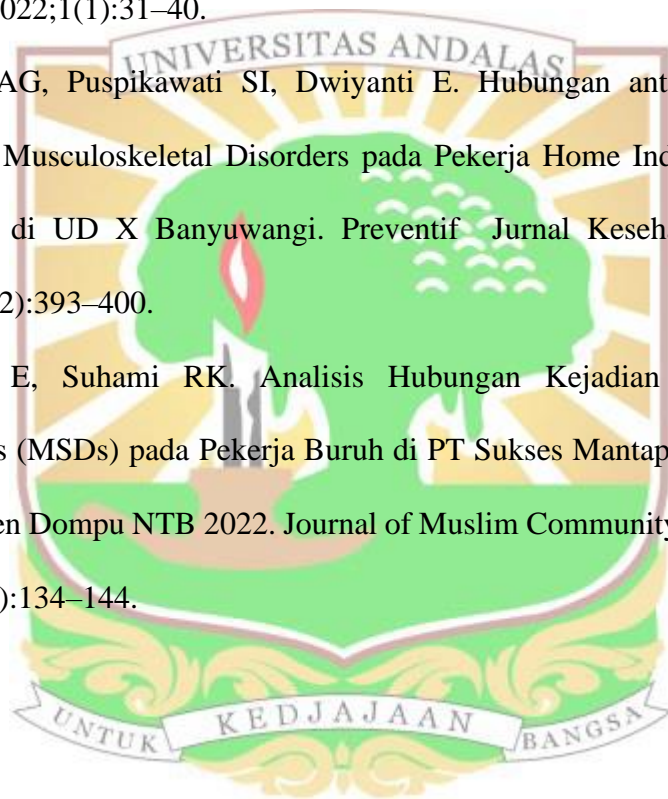 2022;1(1):31–40.
UNIVERSITAS ANDALAS
AG, Puspikawati SI, Dwiyanti E. Hubungan ant
Musculoskeletal Disorders pada Pekerja Home Ind
di UD X Banyuwangi. Preventif Jurnal Keseh
2):393–400.
E, Suhami RK. Analisis Hubungan Kejadian
s (MSDs) pada Pekerja Buruh di PT Sukses Mantap
en Dompu NTB 2022. Journal of Muslim Community
):134–144.
UNTUK KEDJAJAAN BANGSA